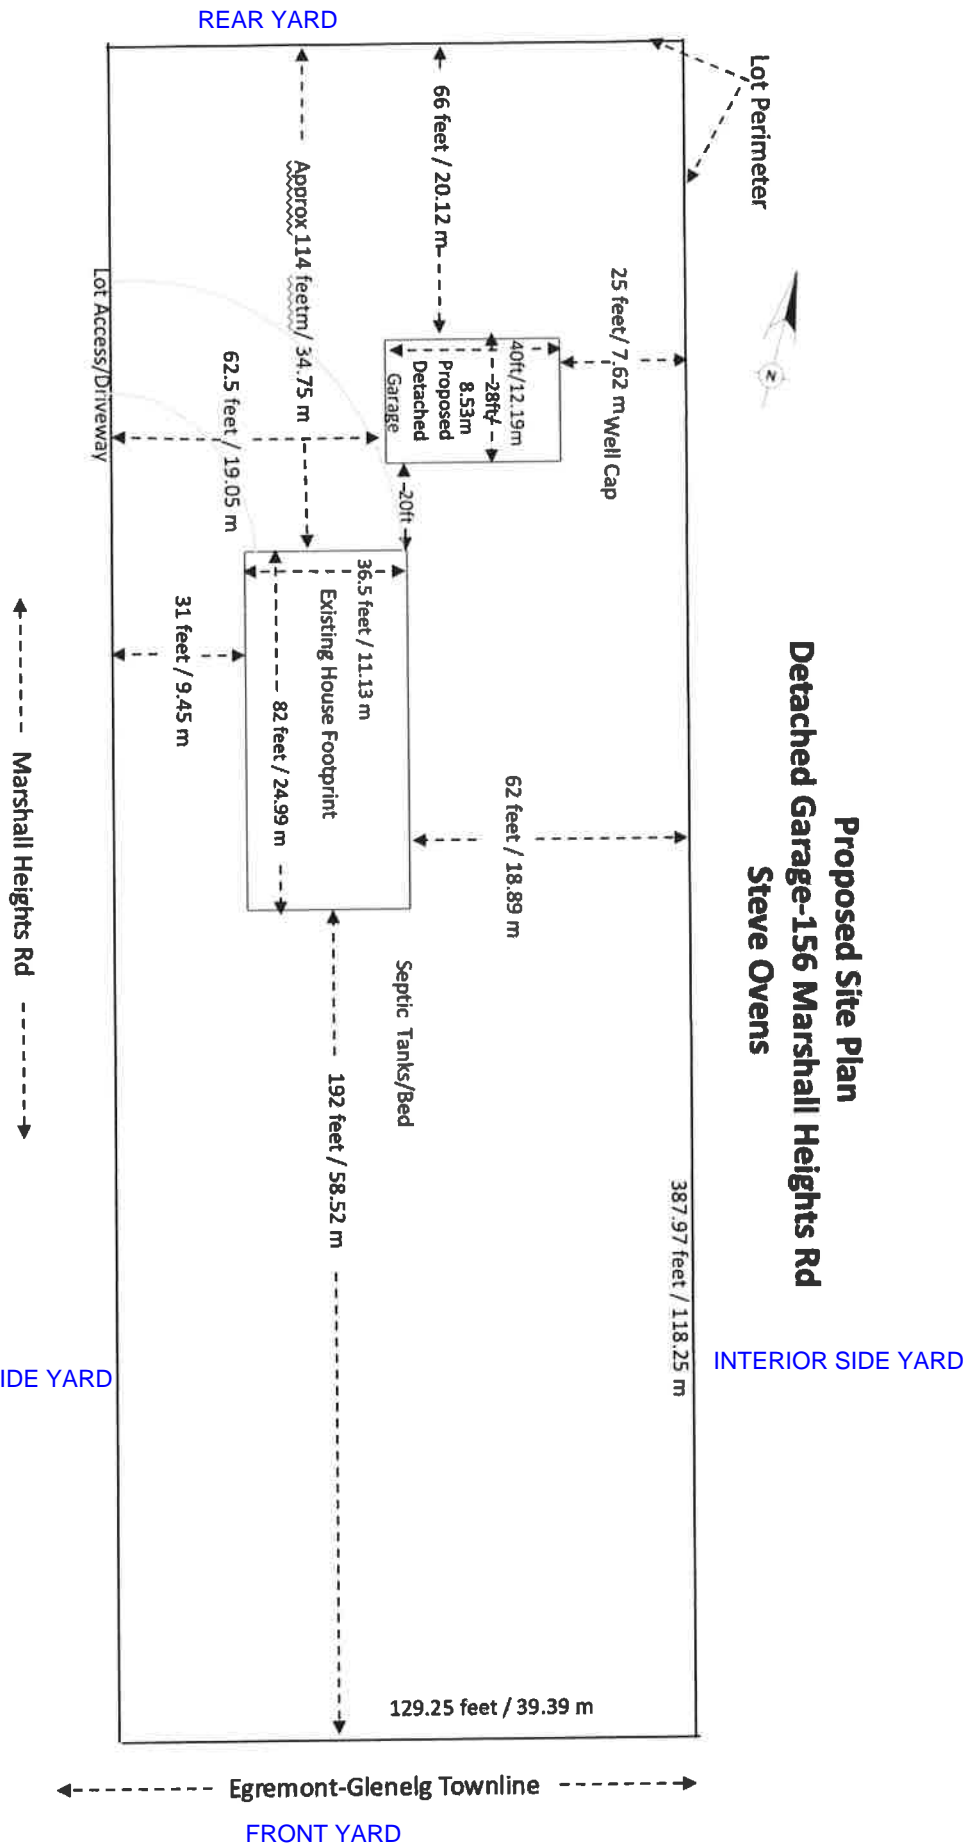 REAR YARD
Proposed Site Plan
Detached Garage-156 Marshall Heights Rd
Steve Ovens
Lot Perimeter
N
66 feet / 20.12 m
Approx 114 feetm/ 34.75 m
25 feet/ 7.62 m
Well Cap
40ft/12.19m
28ft/
8.53m
Proposed
Detached
Garage
20ft
Lot Access/Driveway
62.5 feet / 19.05 m
36.5 feet / 11.13 m
Existing House Footprint
82 feet / 24.99 m
31 feet / 9.45 m
62 feet / 18.89 m
Septic Tanks/Bed
192 feet / 58.52 m
387.97 feet / 118.25 m
Marshall Heights Rd
IDE YARD
INTERIOR SIDE YARD
129.25 feet / 39.39 m
Egremont-Glenelg Townline
FRONT YARD